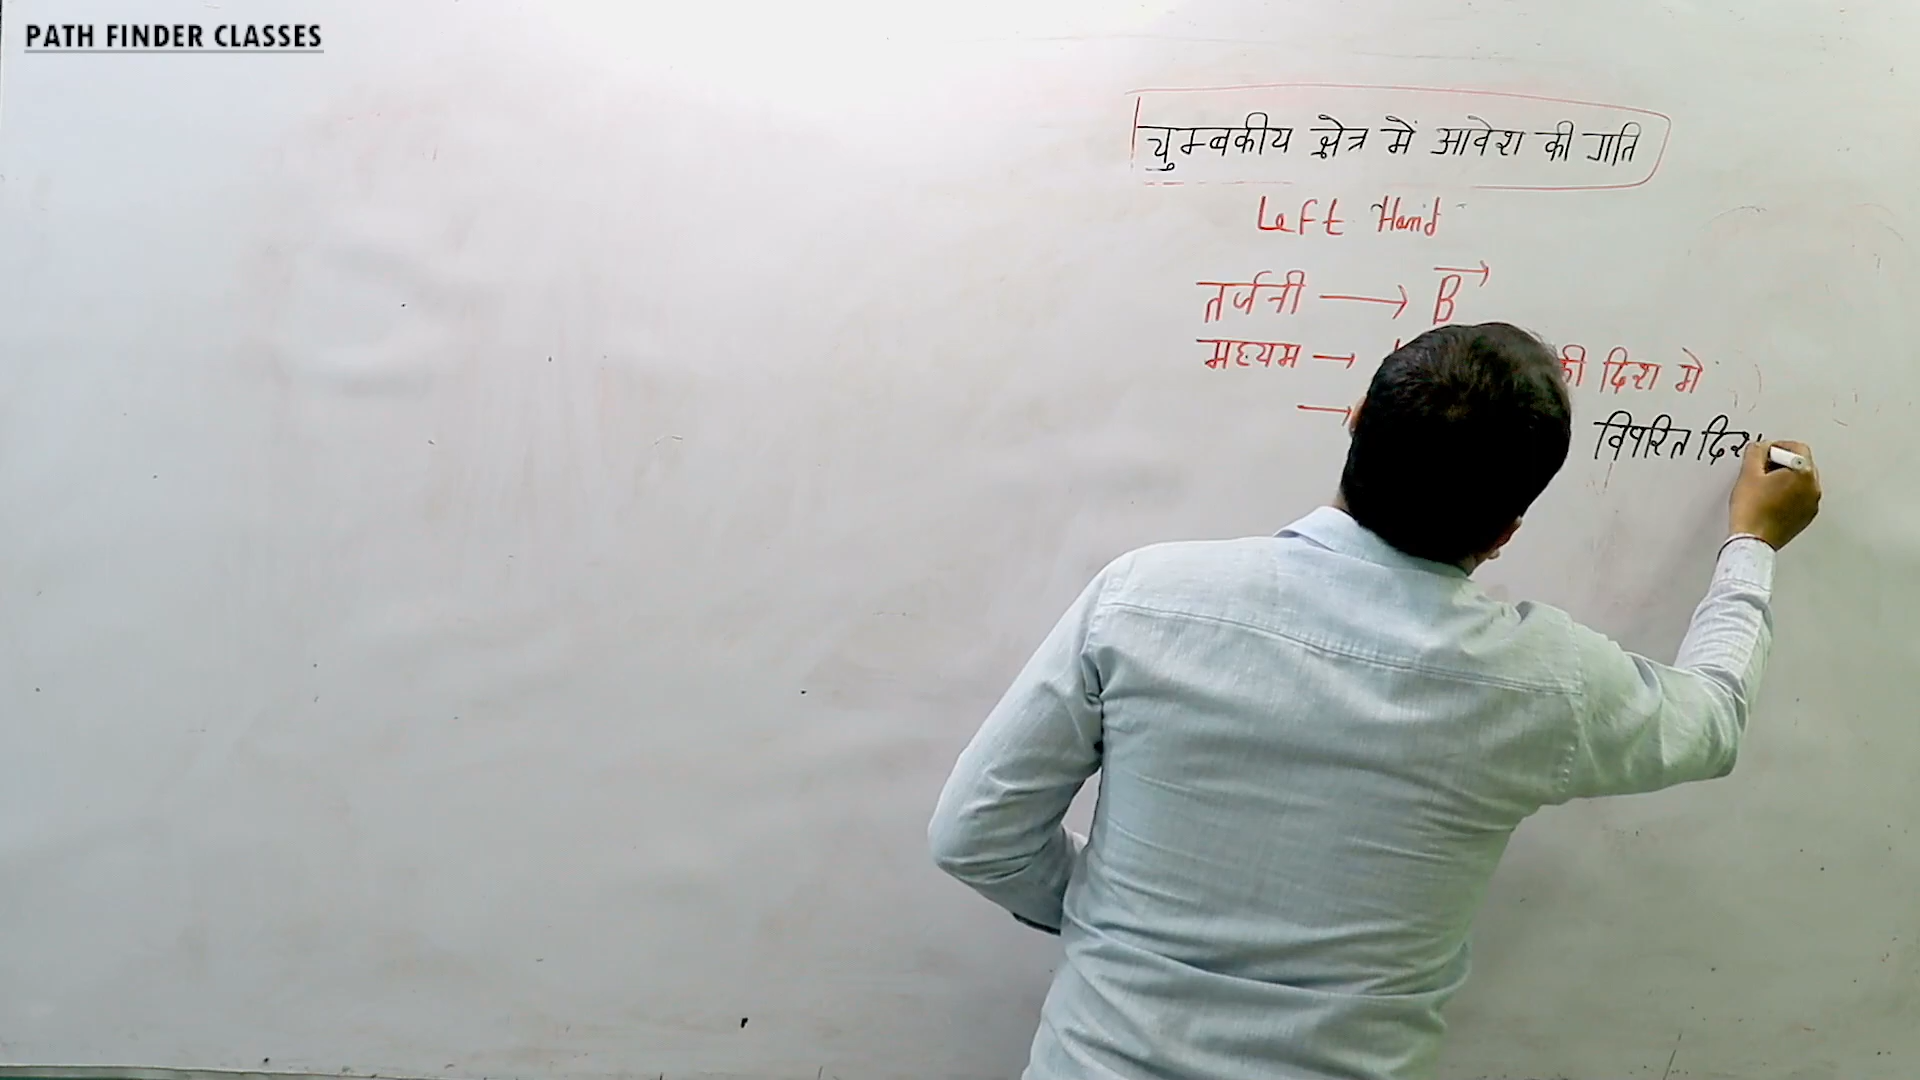 PATH FINDER CLASSES
चुम्बकीय क्षेत्र में आवेश की गति
Left Hand
तर्जनी → B⃗
मध्यम → की दिशा में
→ विपरित